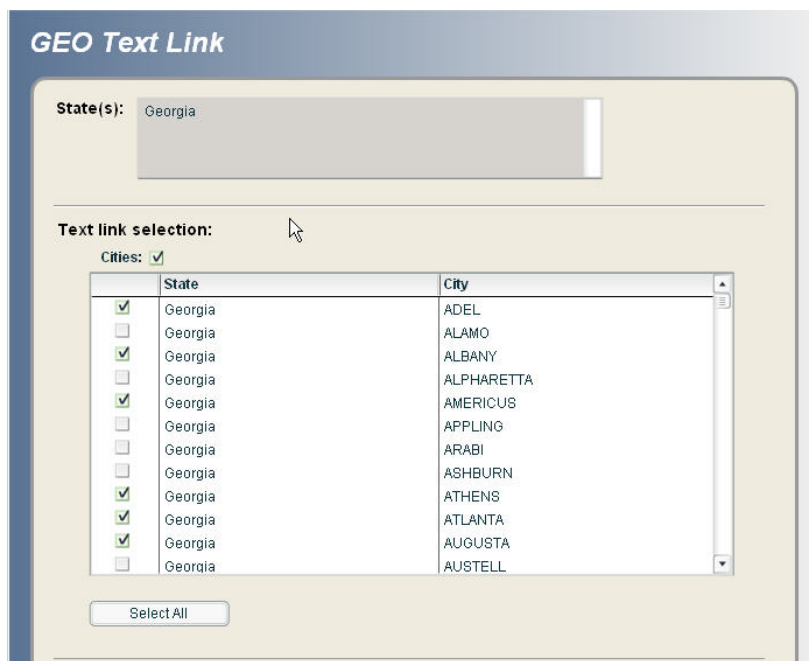 GEO Text Link
State(s): Georgia
Text link selection:
Cities:
State City
Georgia ADEL
Georgia ALAMO
Georgia ALBANY
Georgia ALPHARETTA
Georgia AMERICUS
Georgia APPLING
Georgia ARABI
Georgia ASHBURN
Georgia ATHENS
Georgia ATLANTA
Georgia AUGUSTA
Georgia AUSTELL
Select All